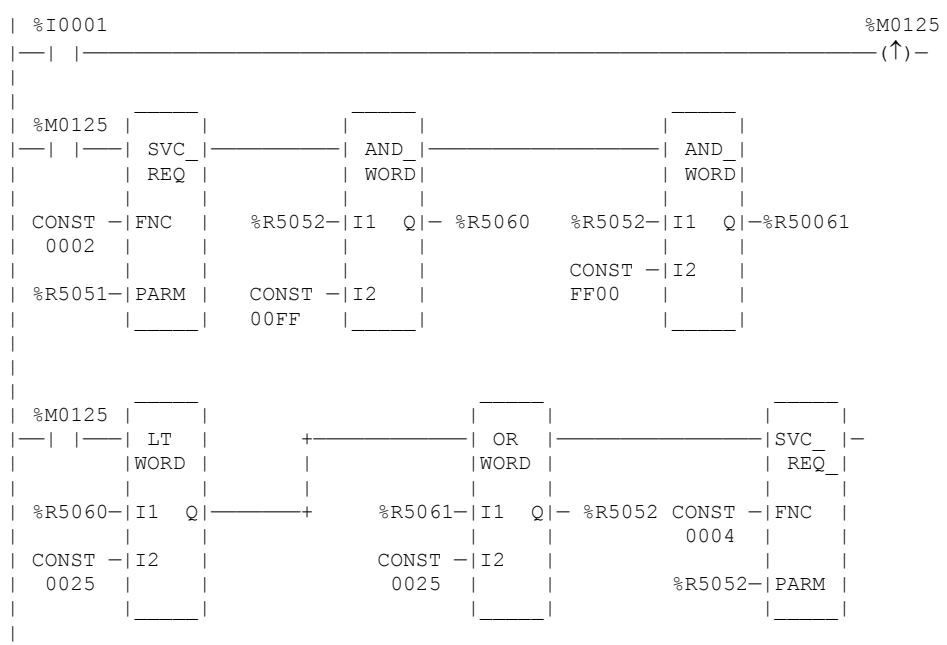 %I0001 %M0125
(↑)
%M0125
SVC_ AND_ AND_
REQ WORD WORD
CONST FNC %R5052 I1 Q %R5060 %R5052 I1 Q %R50061
0002
CONST I2
%R5051 PARM CONST I2 FF00
00FF
%M0125
LT OR SVC_
WORD WORD REQ_
%R5060 I1 Q %R5061 I1 Q %R5052 CONST FNC
0004
CONST I2 CONST I2
0025 0025 %R5052 PARM